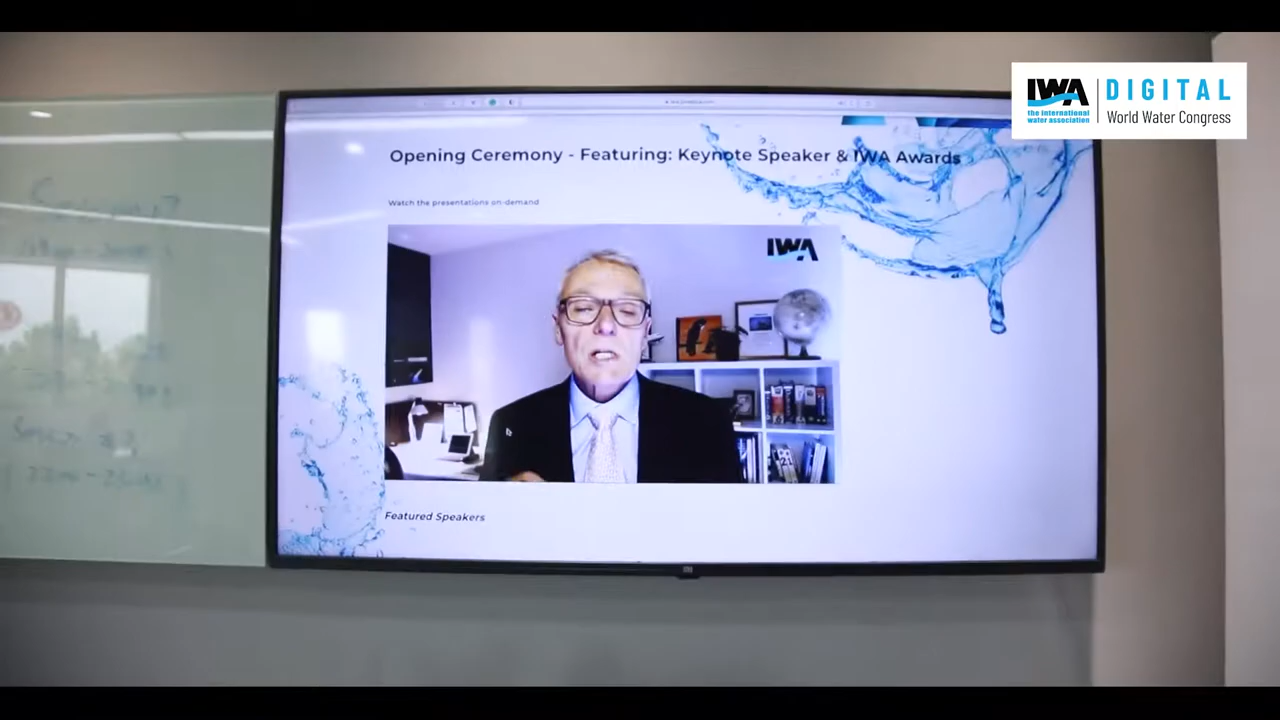 IWA
the international
water association
DIGITAL
World Water Congress
Opening Ceremony - Featuring: Keynote Speaker & IWA Awards
Watch the presentations on-demand
IWA
Featured Speakers